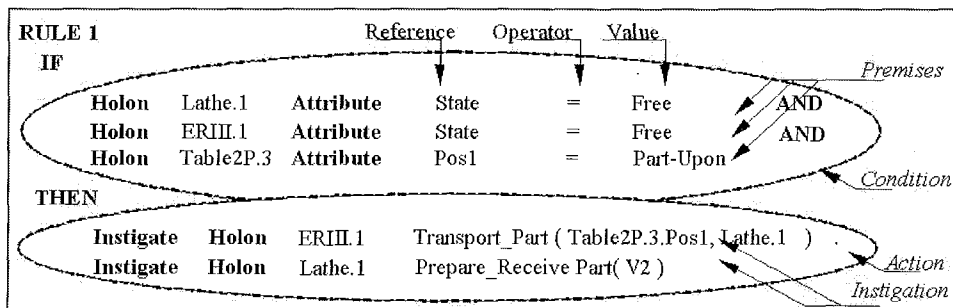 RULE 1 Reference Operator Value
IF Premises
Holon Lathe.1 Attribute State = Free AND
Holon ERIII.1 Attribute State = Free AND
Holon Table2P.3 Attribute Pos1 = Part-Upon
Condition
THEN
Instigate Holon ERIII.1 Transport_Part ( Table2P.3.Pos1, Lathe.1 )
Instigate Holon Lathe.1 Prepare_Receive Part( V2 )
Action
Instigation